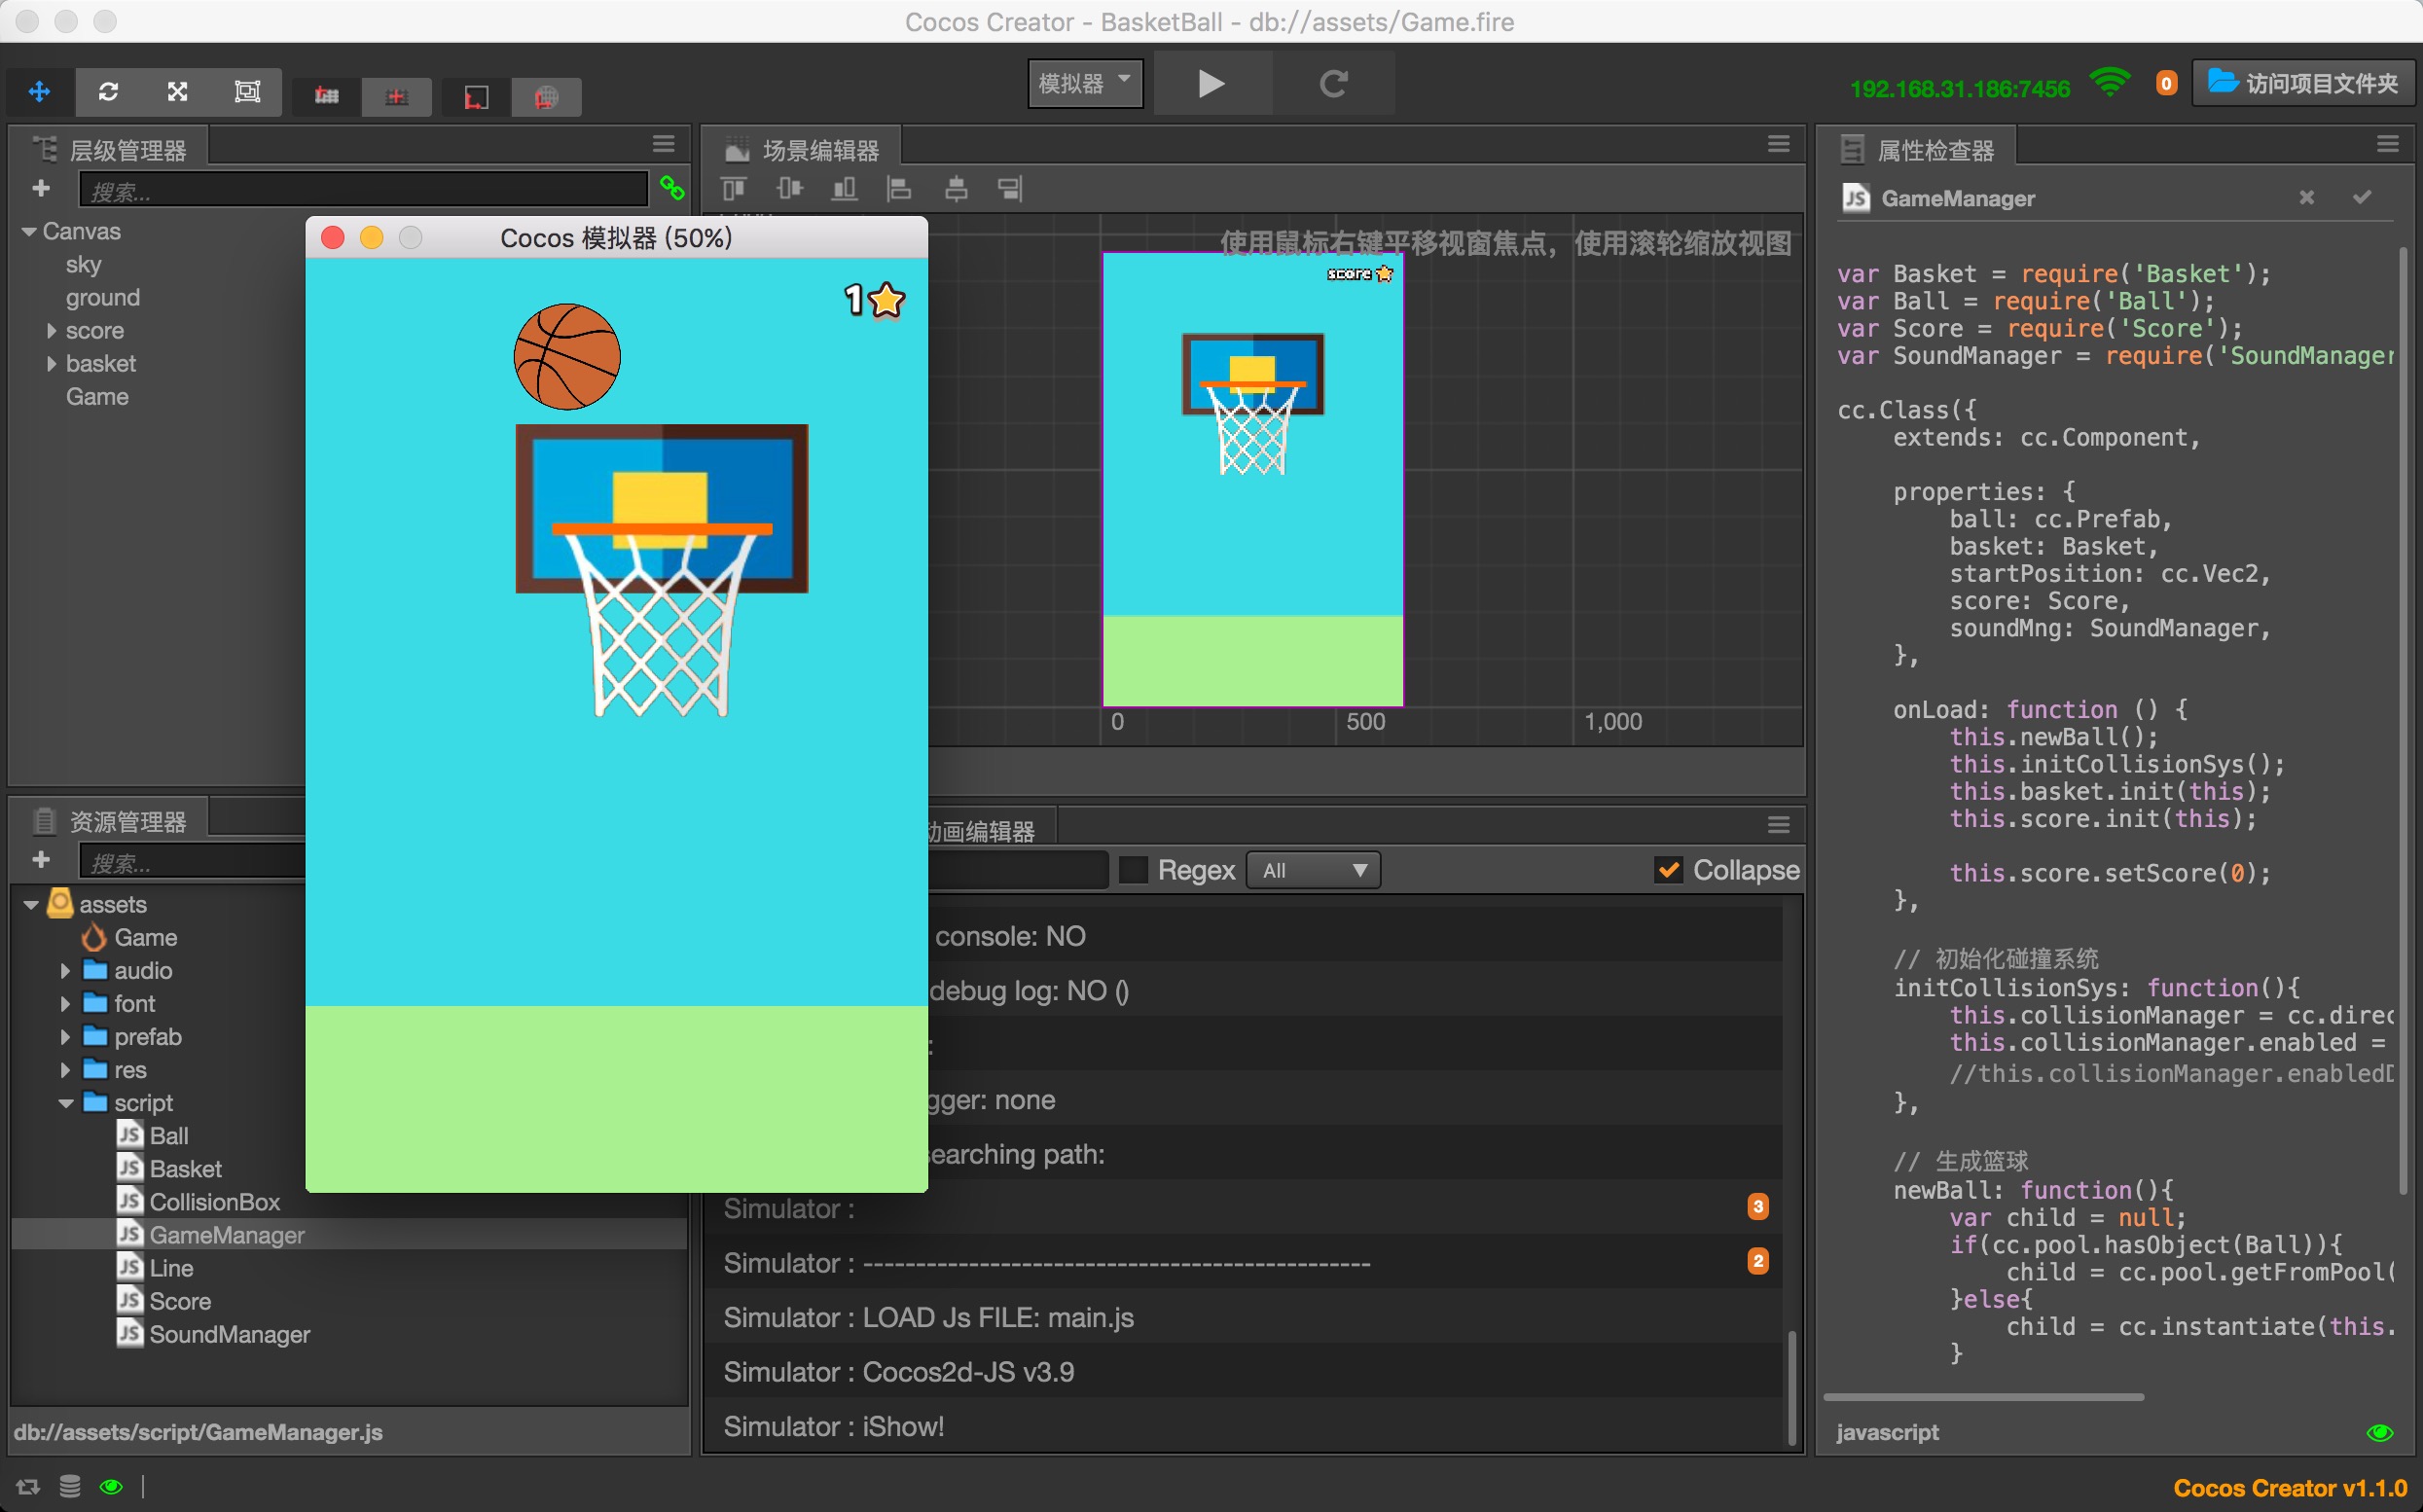 Cocos Creator - BasketBall - db://assets/Game.fire
模拟器
192.168.31.186:7456
0
访问项目文件夹
层级管理器
搜索...
Canvas
sky
ground
score
basket
Game
Cocos 模拟器 (50%)
1
场景编辑器
使用鼠标右键平移视窗焦点，使用滚轮缩放视图
score
0
500
1,000
资源管理器
搜索...
assets
Game
audio
font
prefab
res
script
JS Ball
JS Basket
JS CollisionBox
JS GameManager
JS Line
JS Score
JS SoundManager
db://assets/script/GameManager.js
动画编辑器
Regex
All
Collapse
console: NO
debug log: NO ()
:
gger: none
searching path:
Simulator :
3
Simulator : ------------------------------------------------
2
Simulator : LOAD Js FILE: main.js
Simulator : Cocos2d-JS v3.9
Simulator : iShow!
属性检查器
JS GameManager
var Basket = require('Basket');
var Ball = require('Ball');
var Score = require('Score');
var SoundManager = require('SoundManager
cc.Class({
extends: cc.Component,
properties: {
ball: cc.Prefab,
basket: Basket,
startPosition: cc.Vec2,
score: Score,
soundMng: SoundManager,
},
onLoad: function () {
this.newBall();
this.initCollisionSys();
this.basket.init(this);
this.score.init(this);
this.score.setScore(0);
},
// 初始化碰撞系统
initCollisionSys: function(){
this.collisionManager = cc.direc
this.collisionManager.enabled =
//this.collisionManager.enabledD
},
// 生成篮球
newBall: function(){
var child = null;
if(cc.pool.hasObject(Ball)){
child = cc.pool.getFromPool(
}else{
child = cc.instantiate(this.
}
javascript
Cocos Creator v1.1.0